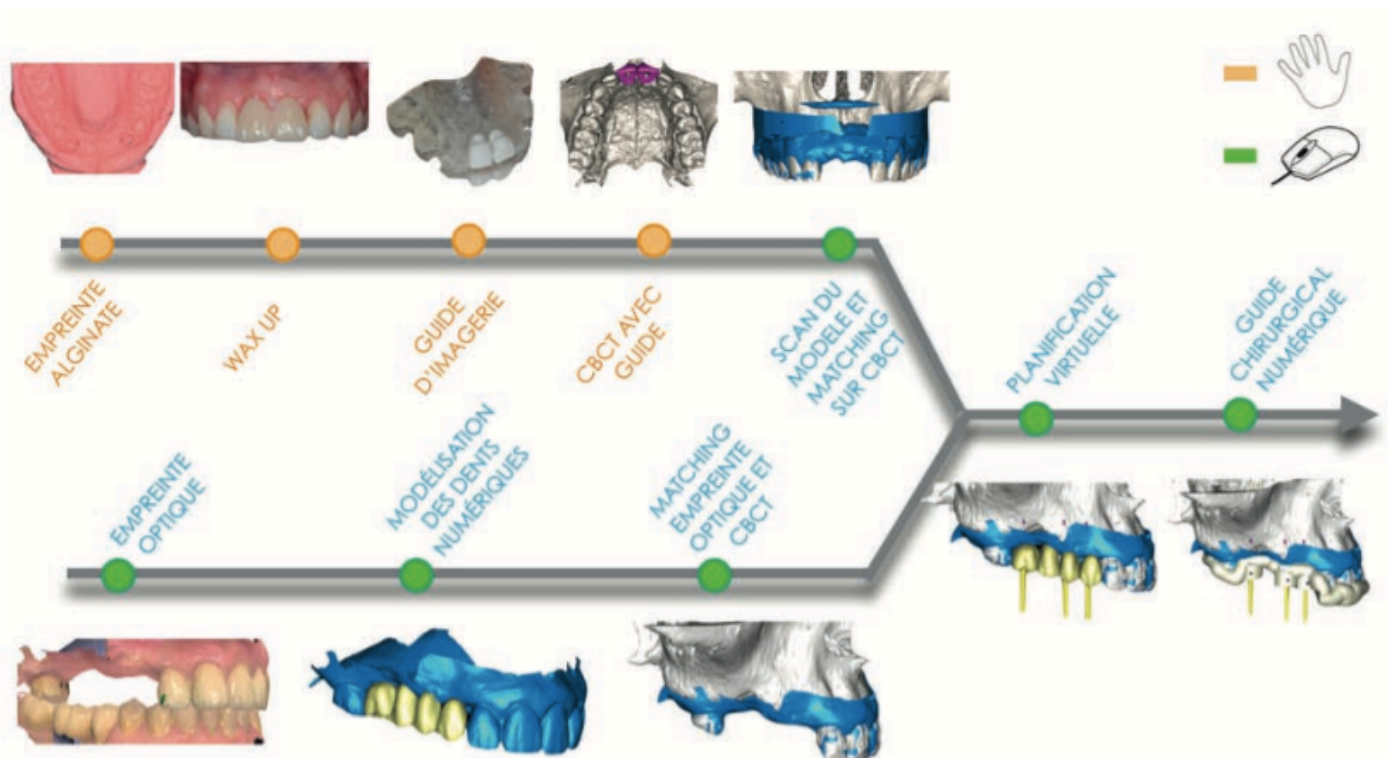 EMPREINTE
ALGINATE
WAX UP
GUIDE
D'IMAGERIE
CBCT AVEC
GUIDE
SCAN DU
MODELE ET
MATCHING
SUR CBCT
EMPREINTE
OPTIQUE
MODÉLISATION
DES DENTS
NUMÉRIQUES
MATCHING
EMPREINTE
OPTIQUE ET
CBCT
PLANIFICATION
VIRTUELLE
GUIDE
CHIRURGICAL
NUMÉRIQUE